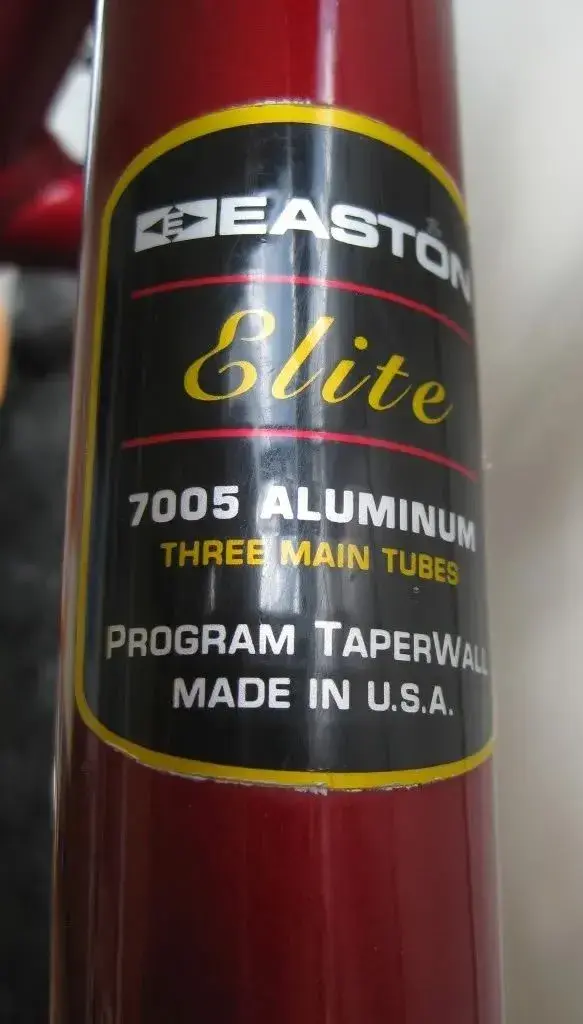 EASTON
Elite
7005 ALUMINUM
THREE MAIN TUBES
PROGRAM TAPERWALL
MADE IN U.S.A.